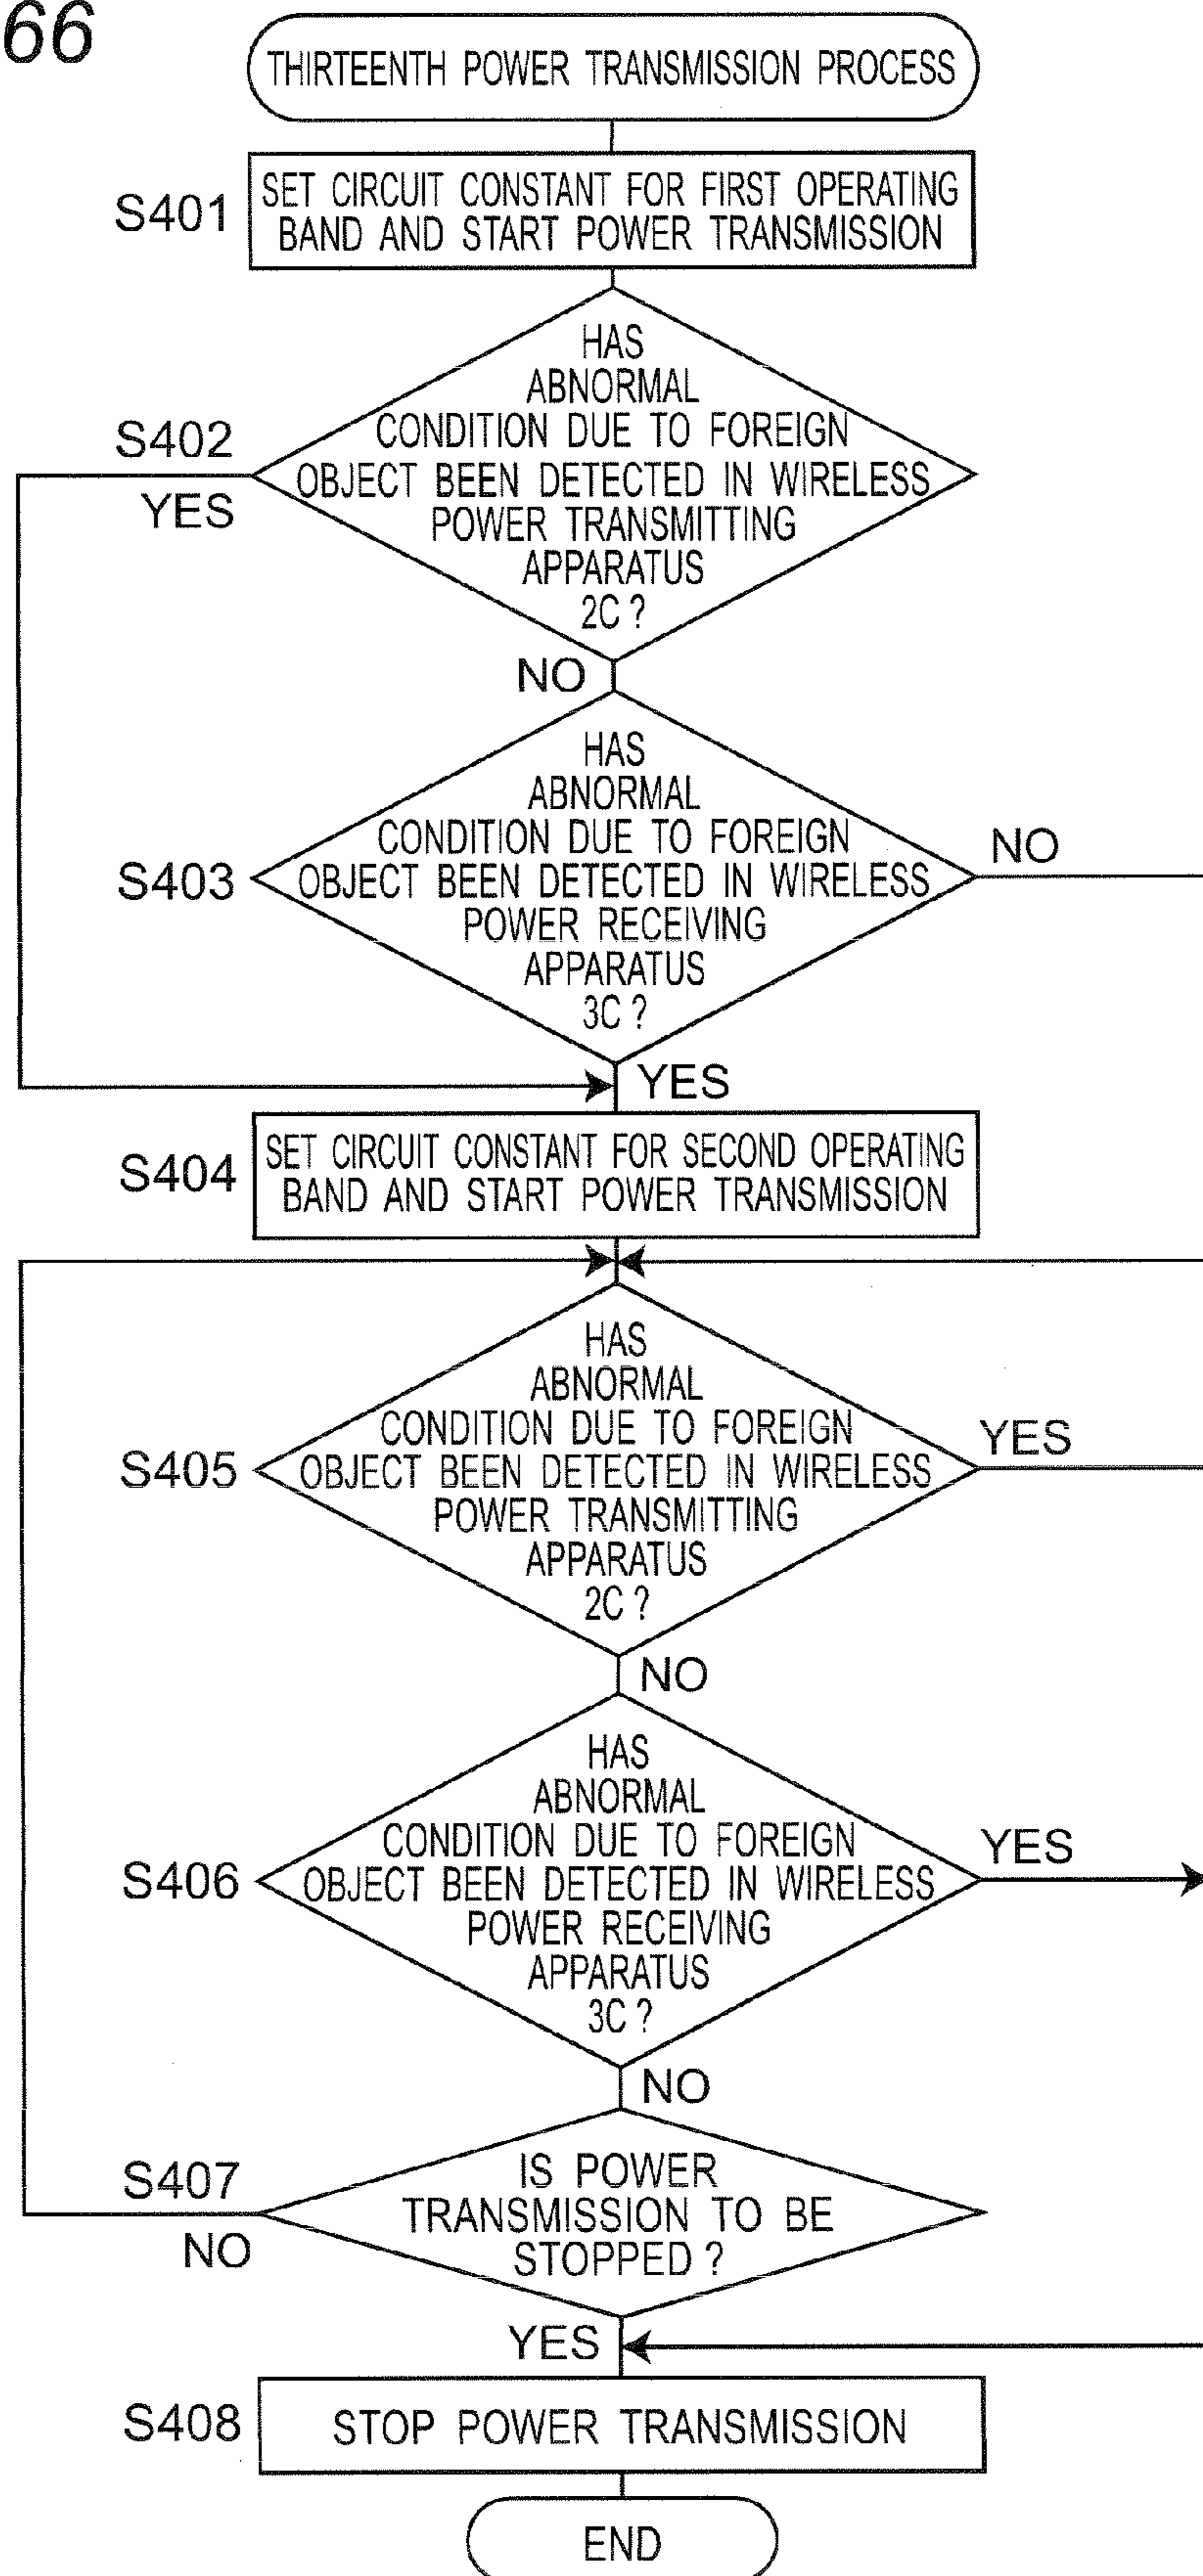 66
THIRTEENTH POWER TRANSMISSION PROCESS
S401
SET CIRCUIT CONSTANT FOR FIRST OPERATING
BAND AND START POWER TRANSMISSION
HAS
ABNORMAL
CONDITION DUE TO FOREIGN
OBJECT BEEN DETECTED IN WIRELESS
POWER TRANSMITTING
APPARATUS
2C ?
S402
YES
NO
HAS
ABNORMAL
CONDITION DUE TO FOREIGN
OBJECT BEEN DETECTED IN WIRELESS
POWER RECEIVING
APPARATUS
3C ?
S403
NO
YES
S404
SET CIRCUIT CONSTANT FOR SECOND OPERATING
BAND AND START POWER TRANSMISSION
HAS
ABNORMAL
CONDITION DUE TO FOREIGN
OBJECT BEEN DETECTED IN WIRELESS
POWER TRANSMITTING
APPARATUS
2C ?
S405
YES
NO
HAS
ABNORMAL
CONDITION DUE TO FOREIGN
OBJECT BEEN DETECTED IN WIRELESS
POWER RECEIVING
APPARATUS
3C ?
S406
YES
NO
S407
IS POWER
TRANSMISSION TO BE
STOPPED ?
NO
YES
S408
STOP POWER TRANSMISSION
END